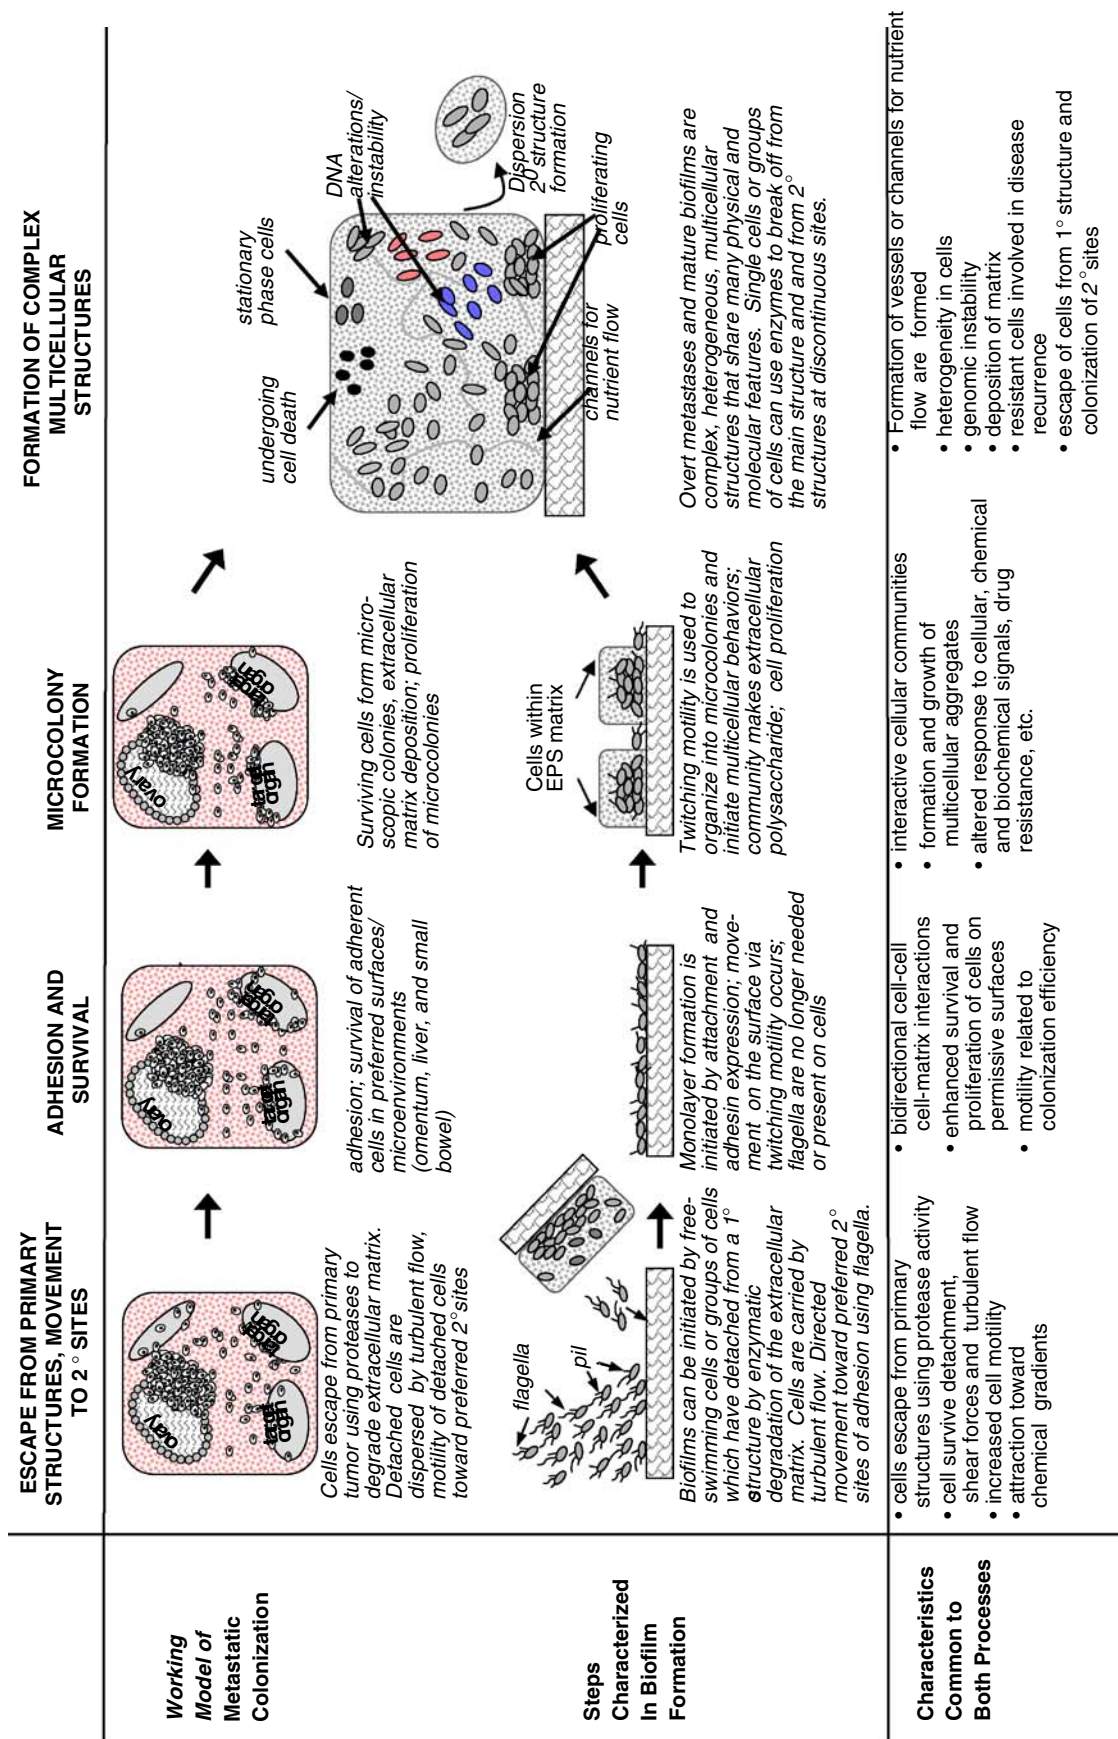 ESCAPE FROM PRIMARY
STRUCTURES, MOVEMENT
TO 2 ° SITES
ADHESION AND
SURVIVAL
MICROCOLONY
FORMATION
FORMATION OF COMPLEX
MULTICELLULAR
STRUCTURES
Working
Model of
Metastatic
Colonization
ovary
target
organ
target
organ
Cells escape from primary
tumor using proteases to
degrade extracellular matrix.
Detached cells are
dispersed by turbulent flow,
motility of detached cells
toward preferred 2°sites
ovary
target
organ
target
organ
adhesion; survival of adherent
cells in preferred surfaces/
microenvironments
(omentum, liver, and small
bowel)
ovary
target
organ
target
organ
Surviving cells form micro-
scopic colonies, extracellular
matrix deposition; proliferation
of microcolonies
undergoing
cell death
stationary
phase cells
DNA
alterations/
instability
Dispersion
2° structure
formation
proliferating
cells
channels for
nutrient flow
Overt metastases and mature biofilms are
complex, heterogeneous, multicellular
structures that share many physical and
molecular features. Single cells or groups
of cells can use enzymes to break off from
the main structure and and from 2°
structures at discontinuous sites.
Steps
Characterized
In Biofilm
Formation
flagella
pil
Biofilms can be initiated by free-
swimming cells or groups of cells
which have detached from a 1°
structure by enzymatic
degradation of the extracellular
matrix. Cells are carried by
turbulent flow. Directed
movement toward preferred 2°
sites of adhesion using flagella.
Monolayer formation is
initiated by attachment and
adhesin expression; move-
ment on the surface via
twitching motility occurs;
flagella are no longer needed
or present on cells
Cells within
EPS matrix
Twitching motility is used to
organize into microcolonies and
initiate multicellular behaviors;
community makes extracellular
polysaccharide; cell proliferation
Characteristics
Common to
Both Processes
• cells escape from primary
structures using protease activity
• cell survive detachment,
shear forces and turbulent flow
• increased cell motility
• attraction toward
chemical gradients
• bidirectional cell-cell
cell-matrix interactions
• enhanced survival and
proliferation of cells on
permissive surfaces
• motility related to
colonization efficiency
• interactive cellular communities
• formation and growth of
multicellular aggregates
• altered response to cellular, chemical
and biochemical signals, drug
resistance, etc.
• Formation of vessels or channels for nutrient
flow are formed
• heterogeneity in cells
• genomic instability
• deposition of matrix
• resistant cells involved in disease
recurrence
• escape of cells from 1° structure and
colonization of 2° sites